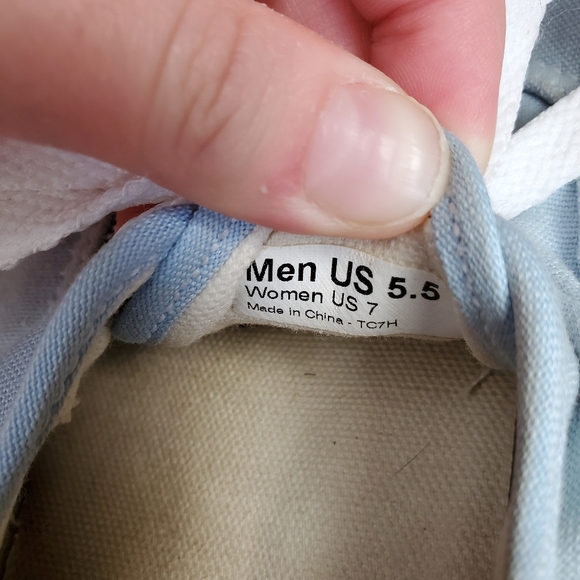 Men US 5.5
Women US 7
Made in China - TC7H